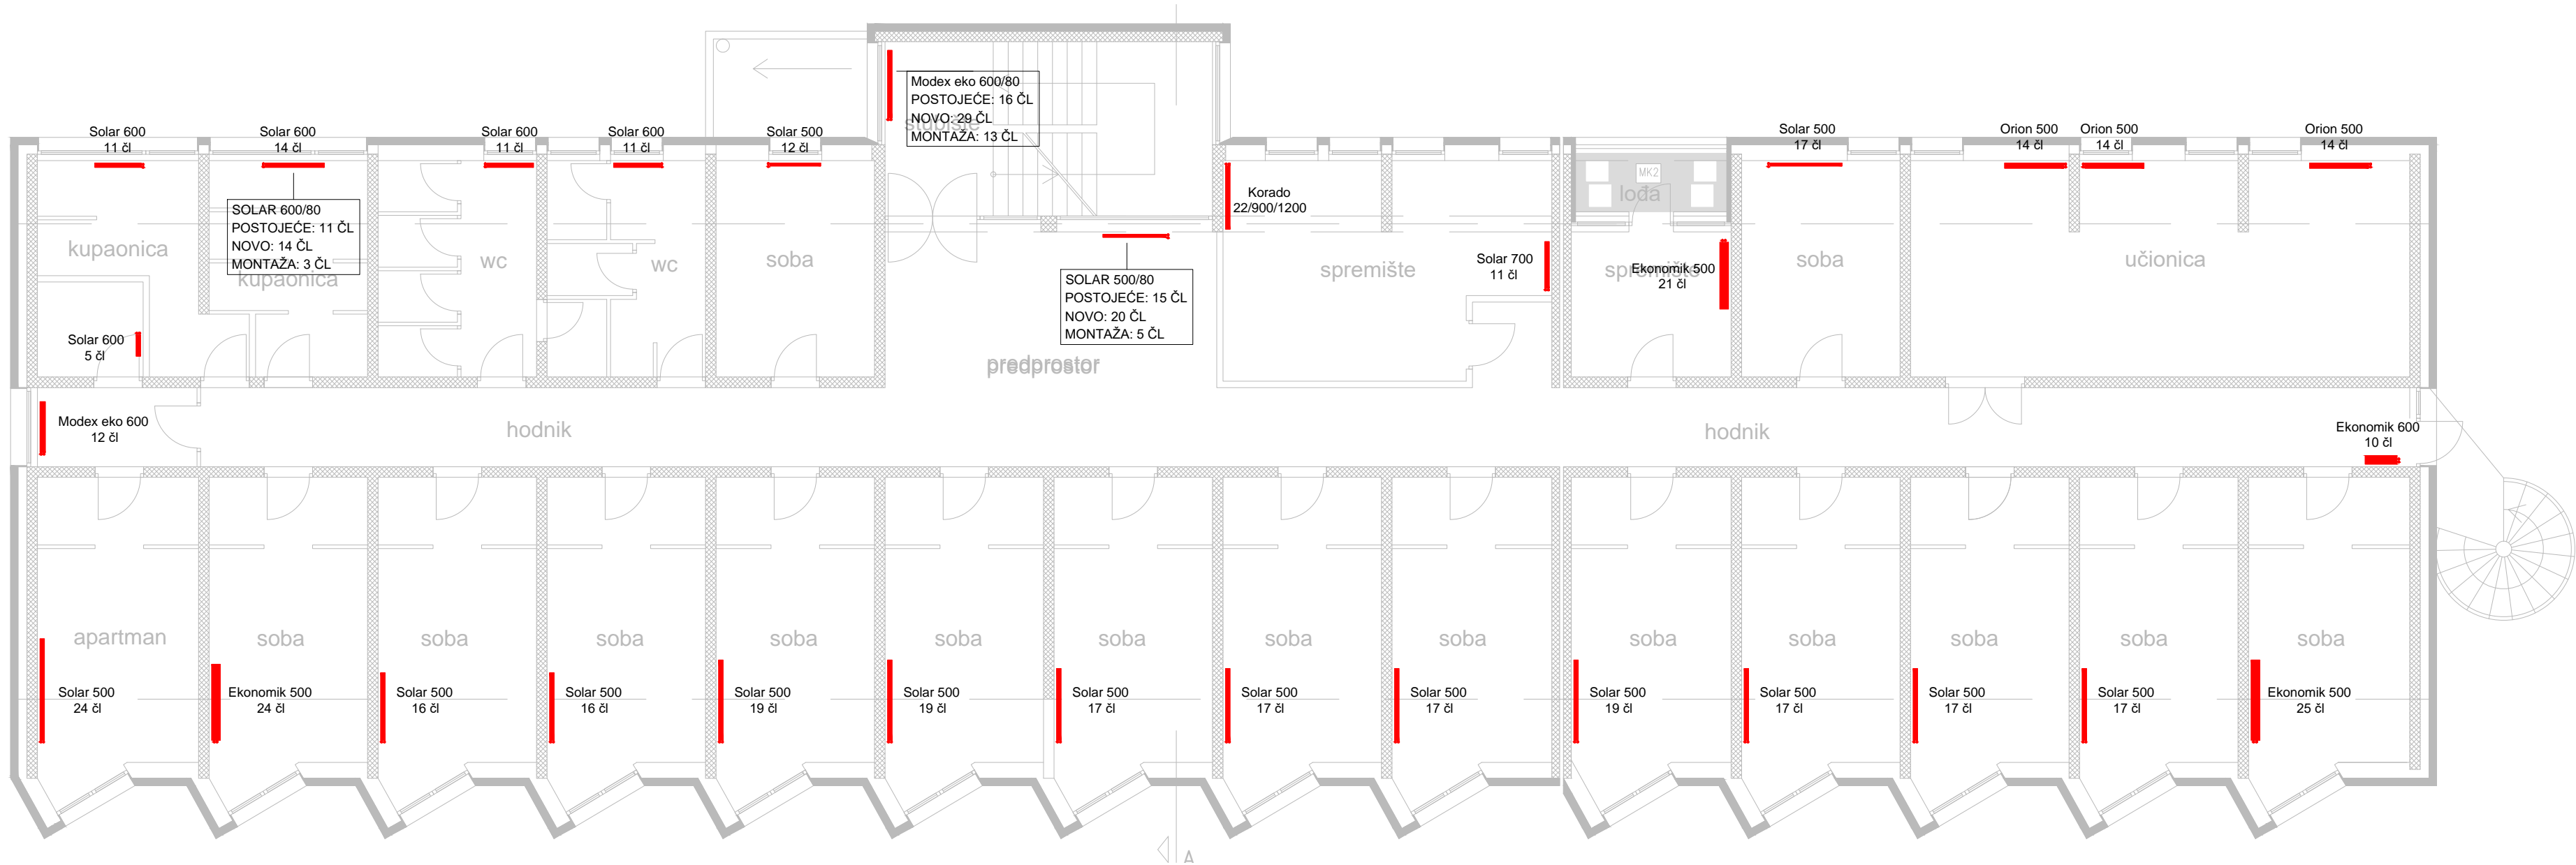 Solar 600
11 čl
Solar 600
14 čl
Solar 600
11 čl
Solar 600
11 čl
Solar 500
12 čl
Modex eko 600/80
POSTOJEĆE: 16 ČL
NOVO: 29 ČL
MONTAŽA: 13 ČL
stubište
Solar 500
17 čl
Orion 500
14 čl
Orion 500
14 čl
Orion 500
14 čl
SOLAR 600/80
POSTOJEĆE: 11 ČL
NOVO: 14 ČL
MONTAŽA: 3 ČL
kupaonica
kupaonica
wc
wc
soba
Korado
22/900/1200
MK2
lođa
SOLAR 500/80
POSTOJEĆE: 15 ČL
NOVO: 20 ČL
MONTAŽA: 5 ČL
spremište
Solar 700
11 čl
spremište
Ekonomik 500
21 čl
soba
učionica
Solar 600
5 čl
predprostor
Modex eko 600
12 čl
hodnik
hodnik
Ekonomik 600
10 čl
apartman
soba
soba
soba
soba
soba
soba
soba
soba
soba
soba
soba
soba
soba
Solar 500
24 čl
Ekonomik 500
24 čl
Solar 500
16 čl
Solar 500
16 čl
Solar 500
19 čl
Solar 500
19 čl
Solar 500
17 čl
Solar 500
17 čl
Solar 500
17 čl
Solar 500
19 čl
Solar 500
17 čl
Solar 500
17 čl
Solar 500
17 čl
Ekonomik 500
25 čl
A